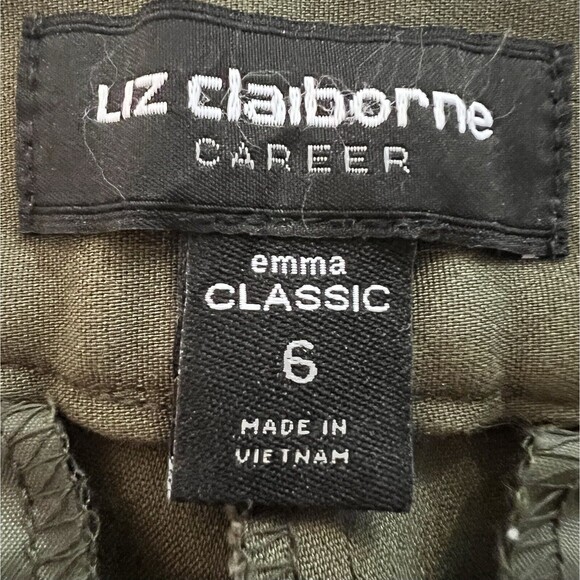 LIZ claiborne
CAREER
emma
CLASSIC
6
MADE IN
VIETNAM